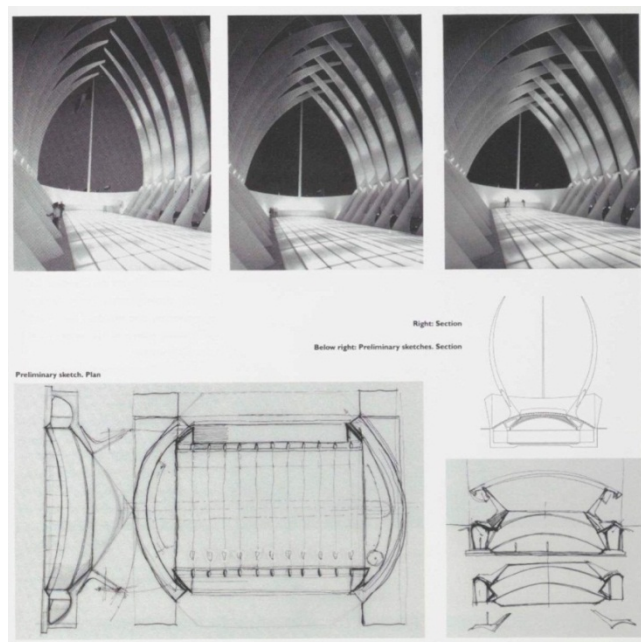 Right: Section
Below right: Preliminary sketches. Section
Preliminary sketch. Plan